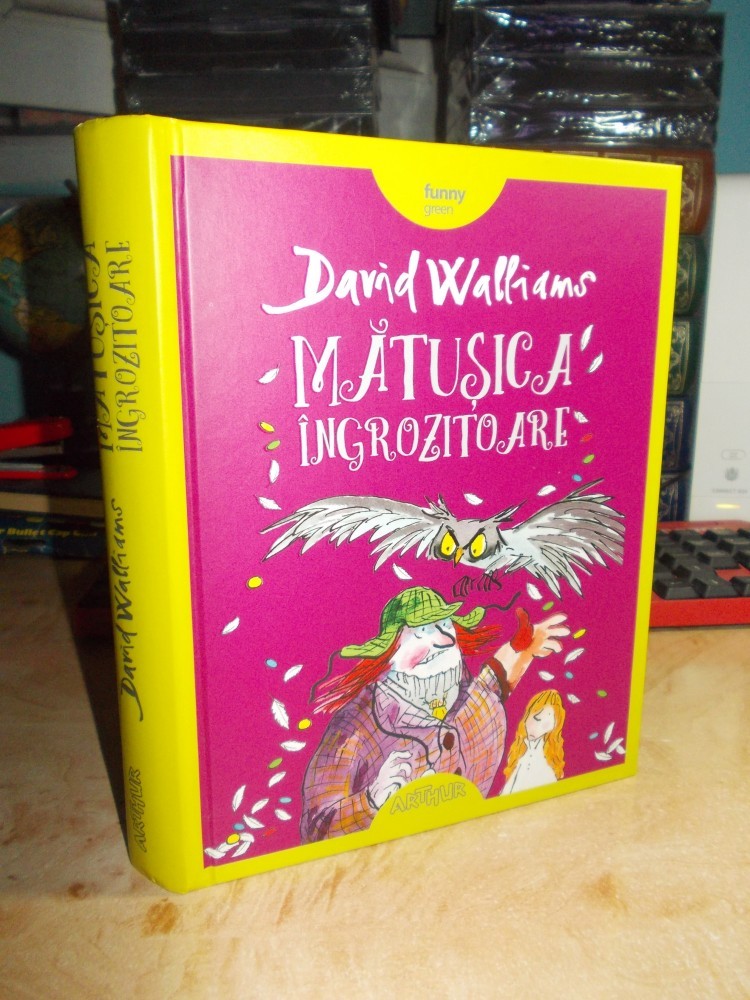 funny
green
David Walliams
MĂTUȘICA
ÎNGROZITOARE
ARTHUR
MĂTUȘICA
ÎNGROZITOARE
David Walliams
ARTHUR